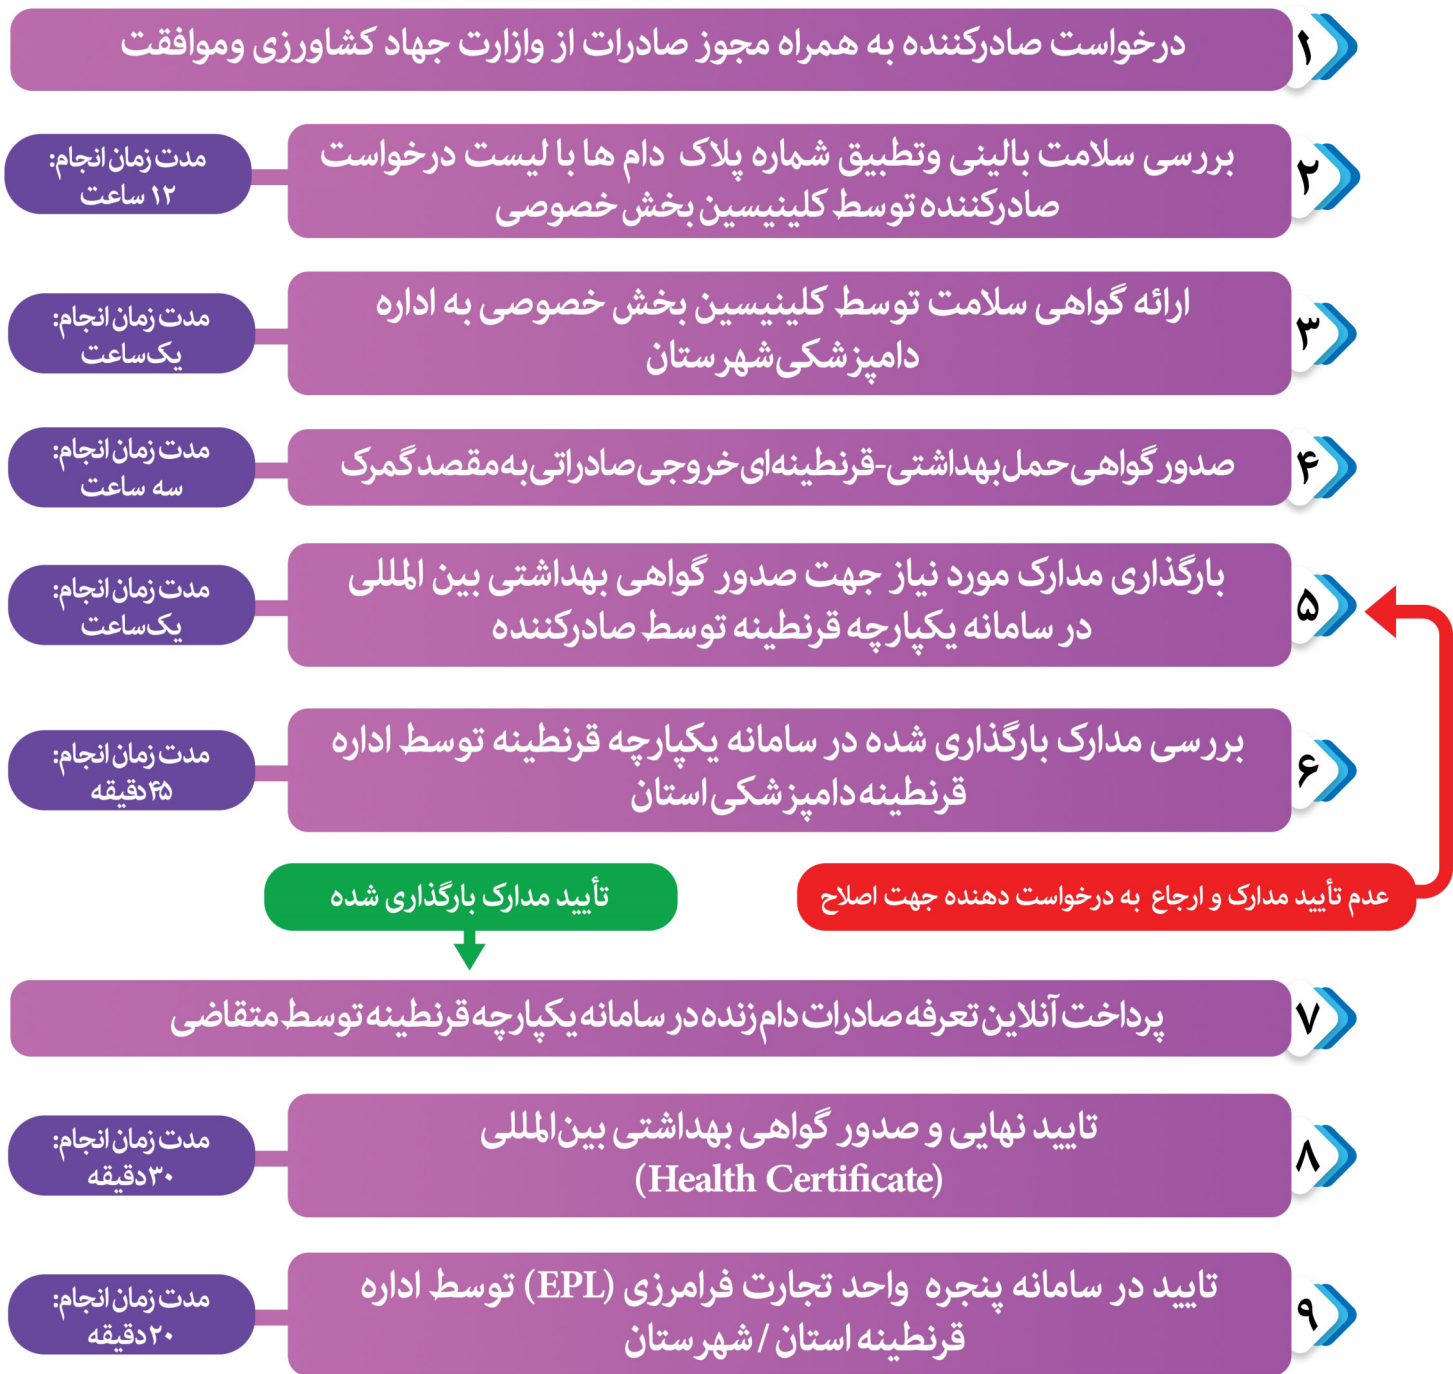 ۱
درخواست صادرکننده به همراه مجوز صادرات از وازارت جهاد کشاورزی وموافقت
۲
بررسی سلامت بالینی وتطبیق شماره پلاک دام ها با لیست درخواست
صادرکننده توسط کلینیسین بخش خصوصی
مدت زمان انجام:
۱۲ ساعت
۳
ارائه گواهی سلامت توسط کلینیسین بخش خصوصی به اداره
دامپزشکی شهرستان
مدت زمان انجام:
یک ساعت
۴
صدور گواهی حمل بهداشتی-قرنطینه‌ای خروجی صادراتی به مقصد گمرک
مدت زمان انجام:
سه ساعت
۵
بارگذاری مدارک مورد نیاز جهت صدور گواهی بهداشتی بین المللی
در سامانه یکپارچه قرنطینه توسط صادرکننده
مدت زمان انجام:
یک ساعت
۶
بررسی مدارک بارگذاری شده در سامانه یکپارچه قرنطینه توسط اداره
قرنطینه دامپزشکی استان
مدت زمان انجام:
۴۵ دقیقه
عدم تأیید مدارک و ارجاع به درخواست دهنده جهت اصلاح
تأیید مدارک بارگذاری شده
۷
پرداخت آنلاین تعرفه صادرات دام زنده در سامانه یکپارچه قرنطینه توسط متقاضی
۸
تایید نهایی و صدور گواهی بهداشتی بین‌المللی
(Health Certificate)
مدت زمان انجام:
۳۰ دقیقه
۹
تایید در سامانه پنجره واحد تجارت فرامرزی (EPL) توسط اداره
قرنطینه استان / شهرستان
مدت زمان انجام:
۲۰ دقیقه